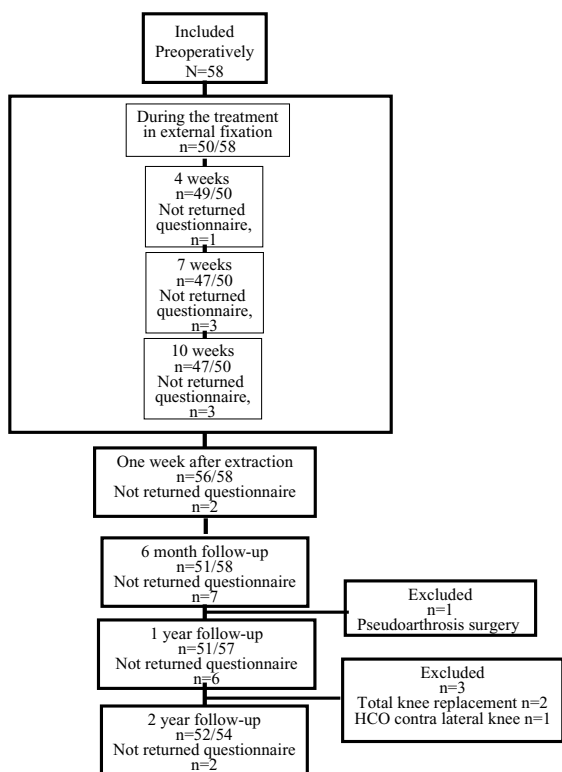 Included
Preoperatively
N=58
During the treatment
in external fixation
n=50/58
4 weeks
n=49/50
Not returned
questionnaire,
n=1
7 weeks
n=47/50
Not returned
questionnaire,
n=3
10 weeks
n=47/50
Not returned
questionnaire,
n=3
One week after extraction
n=56/58
Not returned questionnaire
n=2
6 month follow-up
n=51/58
Not returned questionnaire
n=7
Excluded
n=1
Pseudoarthrosis surgery
1 year follow-up
n=51/57
Not returned questionnaire
n=6
Excluded
n=3
Total knee replacement n=2
HCO contra lateral knee n=1
2 year follow-up
n=52/54
Not returned questionnaire
n=2